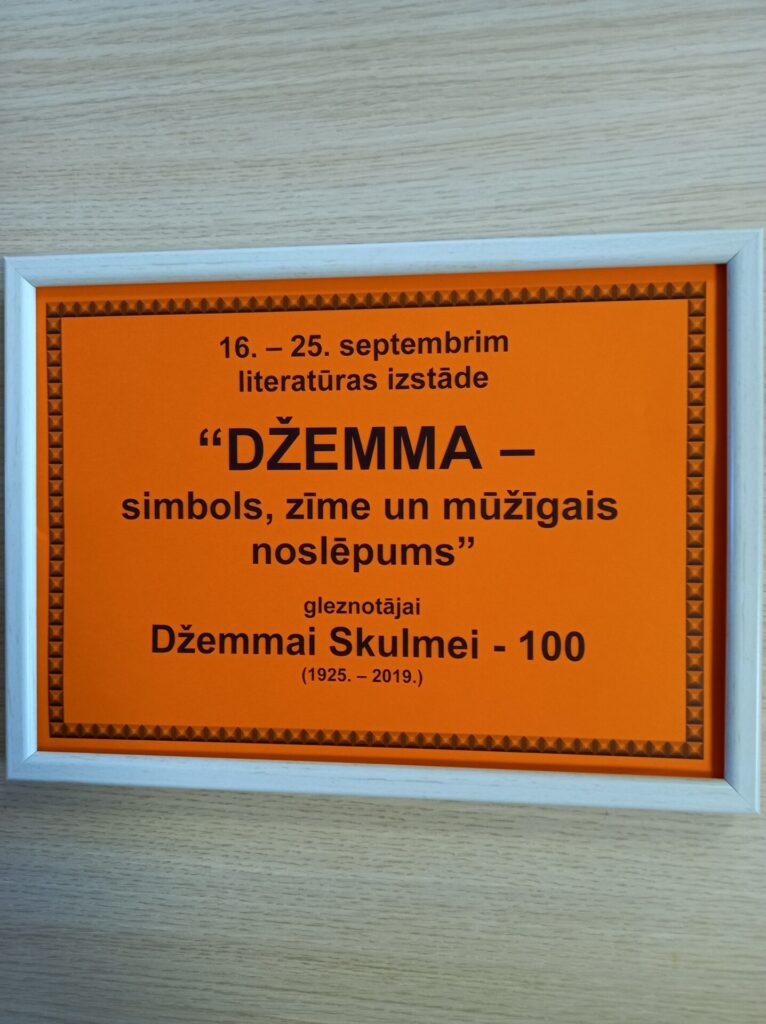 16. – 25. septembrim
literatūras izstāde
“DŽEMMA –
simbols, zīme un mūžīgais
noslēpums”
gleznotājai
Džemmai Skulmei - 100
(1925. – 2019.)